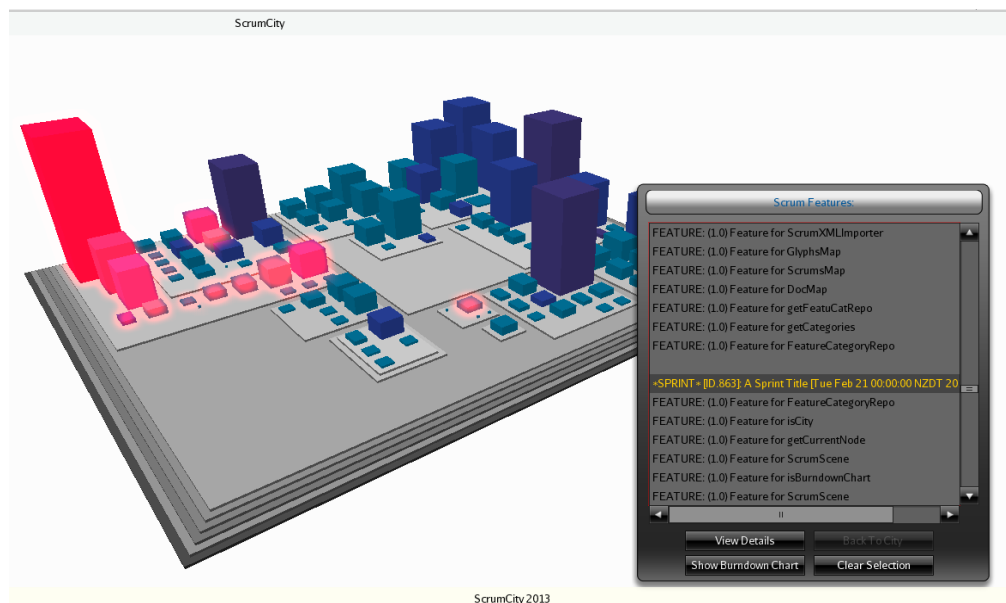 ScrumCity
Scrum Features:
FEATURE: (1.0) Feature for ScrumXMLImporter
FEATURE: (1.0) Feature for GlyphsMap
FEATURE: (1.0) Feature for ScrumsMap
FEATURE: (1.0) Feature for DocMap
FEATURE: (1.0) Feature for getFeatuCatRepo
FEATURE: (1.0) Feature for getCategories
FEATURE: (1.0) Feature for FeatureCategoryRepo
*SPRINT* [ID.863]: A Sprint Title [Tue Feb 21 00:00:00 NZDT 20
FEATURE: (1.0) Feature for FeatureCategoryRepo
FEATURE: (1.0) Feature for isCity
FEATURE: (1.0) Feature for getCurrentNode
FEATURE: (1.0) Feature for ScrumScene
FEATURE: (1.0) Feature for isBurndownChart
FEATURE: (1.0) Feature for ScrumScene
View Details
Back To City
Show Burndown Chart
Clear Selection
ScrumCity 2013